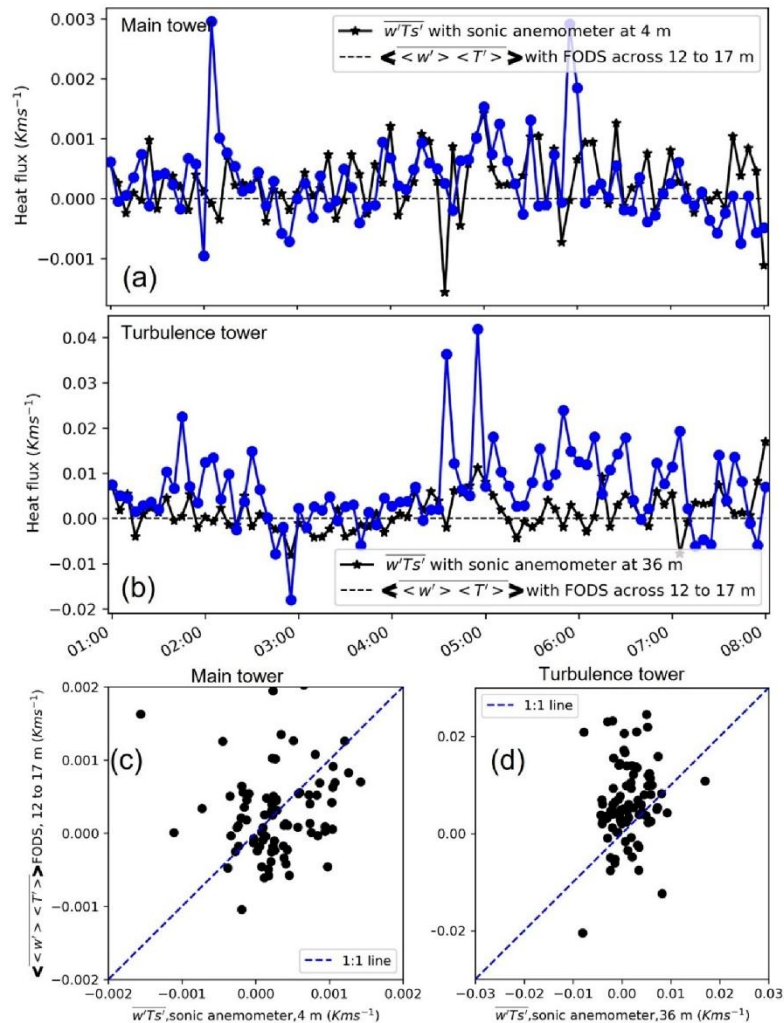 Main tower
w'Ts' with sonic anemometer at 4 m
<<w'> <T'>> with FODS across 12 to 17 m
Heat flux (Kms⁻¹)
0.003
0.002
0.001
0.000
−0.001
(a)
Turbulence tower
Heat flux (Kms⁻¹)
0.04
0.03
0.02
0.01
0.00
−0.01
−0.02
(b)
w'Ts' with sonic anemometer at 36 m
<<w'> <T'>> with FODS across 12 to 17 m
01:00 02:00 03:00 04:00 05:00 06:00 07:00 08:00
Main tower
<<w'> <T'>> FODS, 12 to 17 m (Kms⁻¹)
0.002
0.001
0.000
−0.001
−0.002
(c)
1:1 line
−0.002 −0.001 0.000 0.001 0.002
w'Ts',sonic anemometer,4 m (Kms⁻¹)
Turbulence tower
1:1 line
(d)
0.02
0.00
-0.02
−0.03 −0.02 −0.01 0.00 0.01 0.02 0.03
w'Ts',sonic anemometer,36 m (Kms⁻¹)